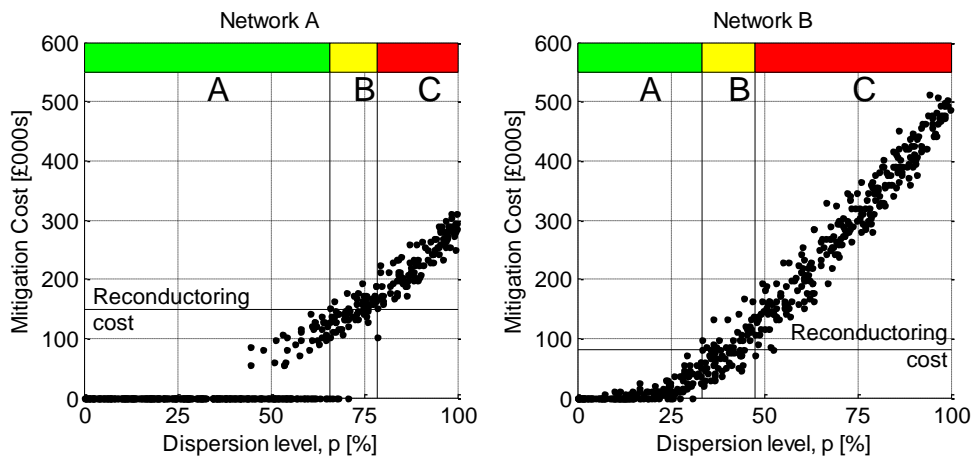 Network A
600
500
400
300
200
100
0
Mitigation Cost [£000s]
A
B
C
Reconductoring
cost
0
25
50
75
100
Dispersion level, p [%]
Network B
600
500
400
300
200
100
0
Mitigation Cost [£000s]
A
B
C
Reconductoring
cost
0
25
50
75
100
Dispersion level, p [%]